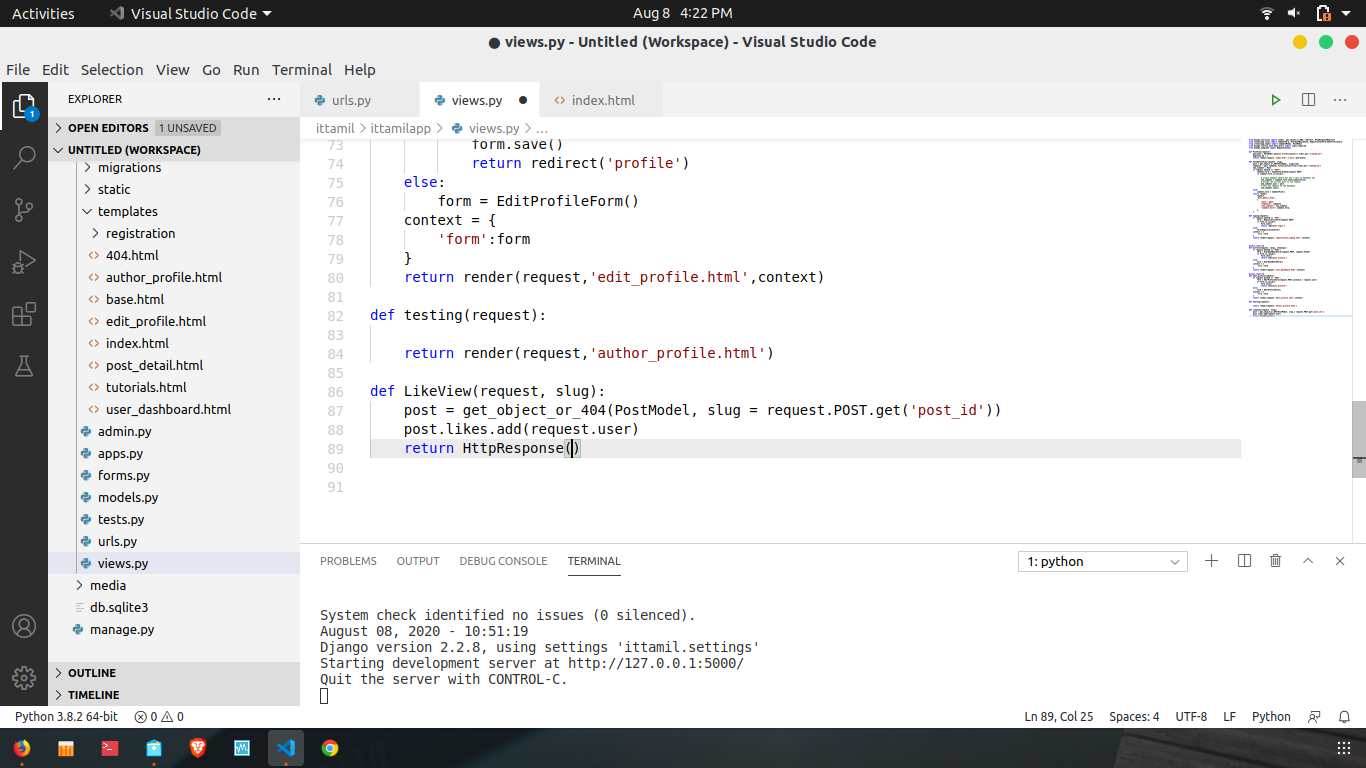 Activities
Visual Studio Code
Aug 8 4:22 PM
● views.py - Untitled (Workspace) - Visual Studio Code
File Edit Selection View Go Run Terminal Help
EXPLORER
1
OPEN EDITORS 1 UNSAVED
UNTITLED (WORKSPACE)
migrations
static
templates
registration
404.html
author_profile.html
base.html
edit_profile.html
index.html
post_detail.html
tutorials.html
user_dashboard.html
admin.py
apps.py
forms.py
models.py
tests.py
urls.py
views.py
media
db.sqlite3
manage.py
OUTLINE
TIMELINE
urls.py
views.py
index.html
ittamil > ittamilapp > views.py > ...
73 form.save()
74 return redirect('profile')
75 else:
76 form = EditProfileForm()
77 context = {
78 'form':form
79 }
80 return render(request,'edit_profile.html',context)
81
82 def testing(request):
83
84 return render(request,'author_profile.html')
85
86 def LikeView(request, slug):
87 post = get_object_or_404(PostModel, slug = request.POST.get('post_id'))
88 post.likes.add(request.user)
89 return HttpResponse()
90
91
PROBLEMS OUTPUT DEBUG CONSOLE TERMINAL
1: python
System check identified no issues (0 silenced).
August 08, 2020 - 10:51:19
Django version 2.2.8, using settings 'ittamil.settings'
Starting development server at http://127.0.0.1:5000/
Quit the server with CONTROL-C.
Python 3.8.2 64-bit
0 0
Ln 89, Col 25
Spaces: 4
UTF-8
LF
Python